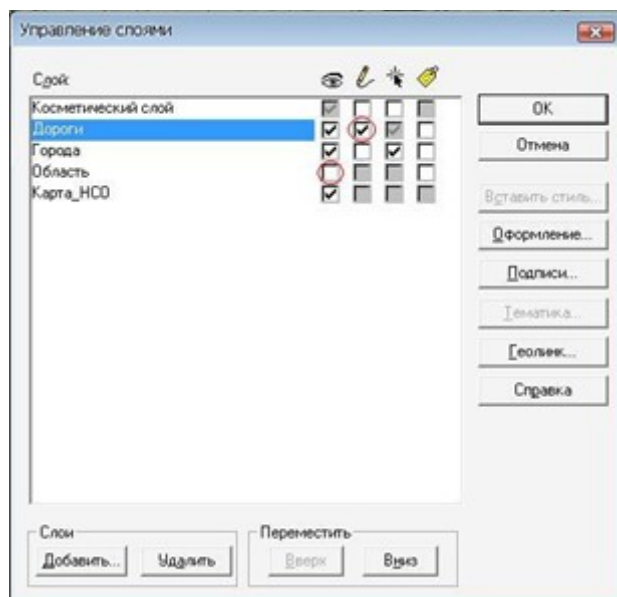 Управление слоями
Слой:
Косметический слой
Дороги
Города
Область
Карта_НСО
OK
Отмена
Вставить стиль...
Оформление...
Подписи...
Тематика...
Геолинк...
Справка
Слои
Добавить...
Удалить
Переместить
Вверх
Вниз